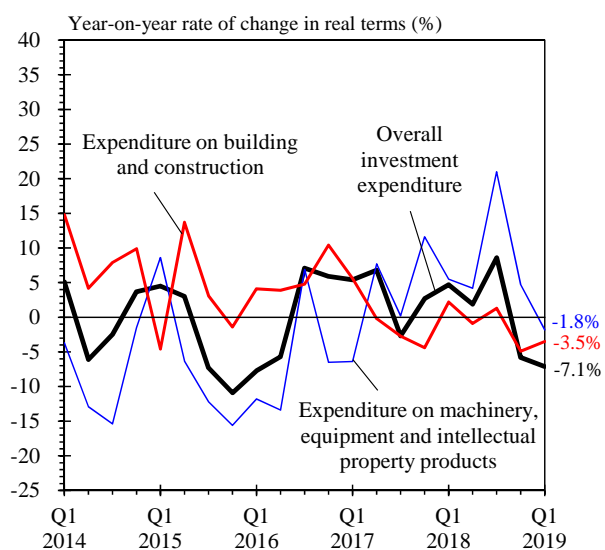 Year-on-year rate of change in real terms (%)
40
35
30
25
20
15
10
5
0
-5
-10
-15
-20
-25
Expenditure on building
and construction
Overall
investment
expenditure
-1.8%
-3.5%
-7.1%
Expenditure on machinery,
equipment and intellectual
property products
Q1 Q1 Q1 Q1 Q1 Q1
2014 2015 2016 2017 2018 2019